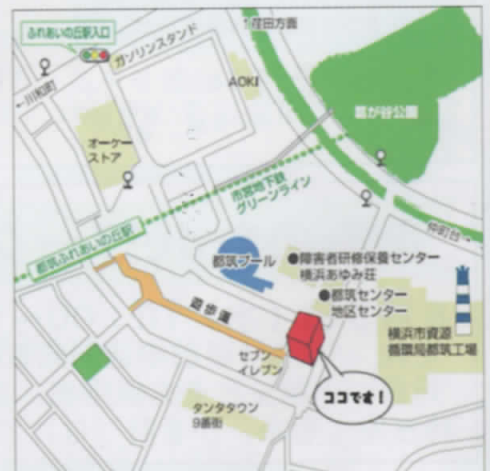 ↑荏田方面
ふれあいの丘駅入口
ガソリンスタンド
AOKI
←川和町
葛が谷公園
オーケー
ストア
市営地下鉄
グリーンライン
仲町台→
都筑ふれあいの丘駅
都筑プール
●障害者研修保養センター
横浜あゆみ荘
●都筑センター
地区センター
遊歩道
横浜市資源
循環局都筑工場
セブン
イレブン
ココです！
タンタタウン
9番街